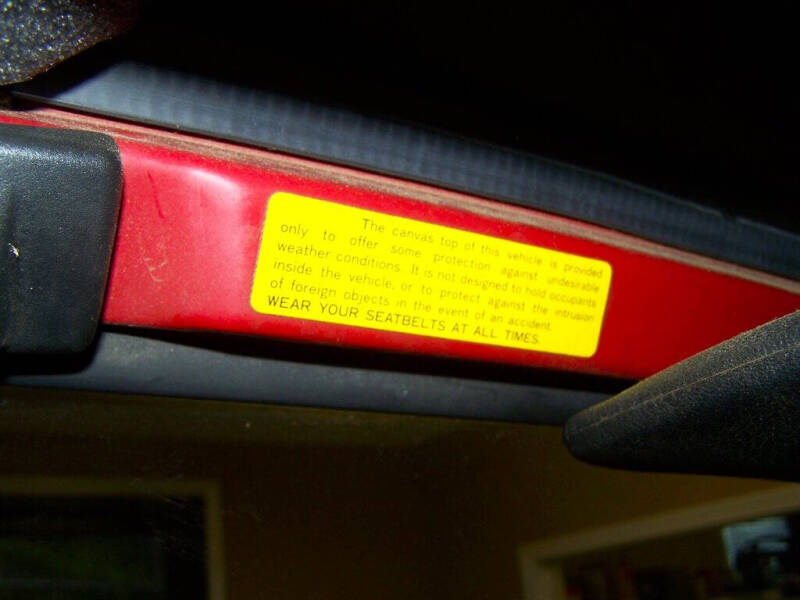 The canvas top of this vehicle is provided
only to offer some protection against undesirable
weather conditions. It is not designed to hold occupants
inside the vehicle, or to protect against the intrusion
of foreign objects in the event of an accident.
WEAR YOUR SEATBELTS AT ALL TIMES.